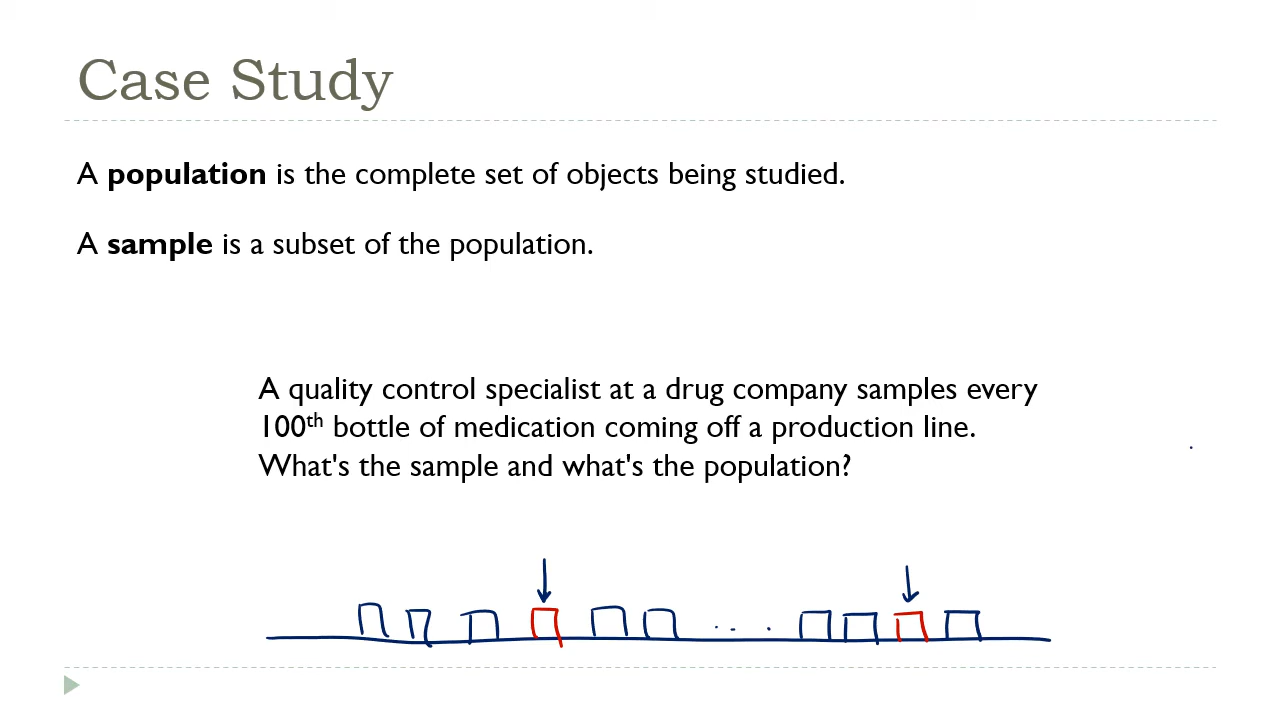 Case Study
A population is the complete set of objects being studied.
A sample is a subset of the population.
A quality control specialist at a drug company samples every
100th bottle of medication coming off a production line.
What's the sample and what's the population?